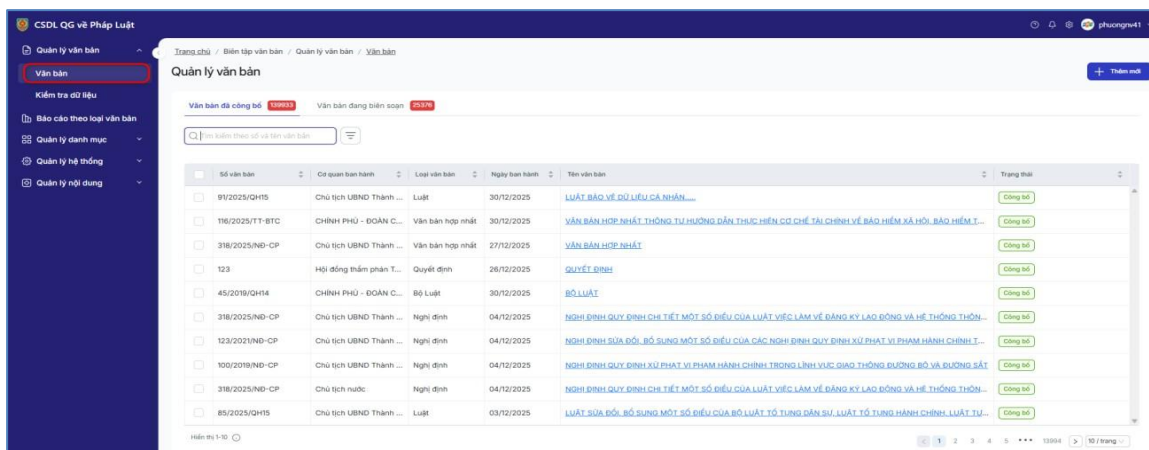 CSDL QG về Pháp Luật
phuongnv41
Quản lý văn bản
Văn bản
Kiểm tra dữ liệu
Báo cáo theo loại văn bản
Quản lý danh mục
Quản lý hệ thống
Quản lý nội dung
Trang chủ / Biên tập văn bản / Quản lý văn bản / Văn bản
Quản lý văn bản
+ Thêm mới
Văn bản đã công bố 139933 Văn bản đang biên soạn 25376
Tìm kiếm theo số và tên văn bản
Số văn bản Cơ quan ban hành Loại văn bản Ngày ban hành Tên văn bản Trạng thái
91/2025/QH15 Chủ tịch UBND Thành ... Luật 30/12/2025 LUẬT BẢO VỆ DỮ LIỆU CÁ NHÂN..... Công bố
116/2025/TT-BTC CHÍNH PHỦ - ĐOÀN C... Văn bản hợp nhất 30/12/2025 VĂN BẢN HỢP NHẤT THÔNG TƯ HƯỚNG DẪN THỰC HIỆN CƠ CHẾ TÀI CHÍNH VỀ BẢO HIỂM XÃ HỘI, BẢO HIỂM T... Công bố
318/2025/NĐ-CP Chủ tịch UBND Thành ... Văn bản hợp nhất 27/12/2025 VĂN BẢN HỢP NHẤT Công bố
123 Hội đồng thẩm phán T... Quyết định 26/12/2025 QUYẾT ĐỊNH Công bố
45/2019/QH14 CHÍNH PHỦ - ĐOÀN C... Bộ Luật 30/12/2025 BỘ LUẬT Công bố
318/2025/NĐ-CP Chủ tịch UBND Thành ... Nghị định 04/12/2025 NGHỊ ĐỊNH QUY ĐỊNH CHI TIẾT MỘT SỐ ĐIỀU CỦA LUẬT VIỆC LÀM VỀ ĐĂNG KÝ LAO ĐỘNG VÀ HỆ THỐNG THÔN... Công bố
123/2021/NĐ-CP Chủ tịch UBND Thành ... Nghị định 04/12/2025 NGHỊ ĐỊNH SỬA ĐỔI, BỔ SUNG MỘT SỐ ĐIỀU CỦA CÁC NGHỊ ĐỊNH QUY ĐỊNH XỬ PHẠT VI PHẠM HÀNH CHÍNH T... Công bố
100/2019/NĐ-CP Chủ tịch UBND Thành ... Nghị định 04/12/2025 NGHỊ ĐỊNH QUY ĐỊNH XỬ PHẠT VI PHẠM HÀNH CHÍNH TRONG LĨNH VỰC GIAO THÔNG ĐƯỜNG BỘ VÀ ĐƯỜNG SẮT Công bố
318/2025/NĐ-CP Chủ tịch nước Nghị định 04/12/2025 NGHỊ ĐỊNH QUY ĐỊNH CHI TIẾT MỘT SỐ ĐIỀU CỦA LUẬT VIỆC LÀM VỀ ĐĂNG KÝ LAO ĐỘNG VÀ HỆ THỐNG THÔN... Công bố
85/2025/QH15 Chủ tịch UBND Thành ... Luật 03/12/2025 LUẬT SỬA ĐỔI, BỔ SUNG MỘT SỐ ĐIỀU CỦA BỘ LUẬT TỐ TỤNG DÂN SỰ, LUẬT TỐ TỤNG HÀNH CHÍNH, LUẬT TƯ... Công bố
Hiển thị 1-10
1 2 3 4 5 ••• 13994 10 / trang